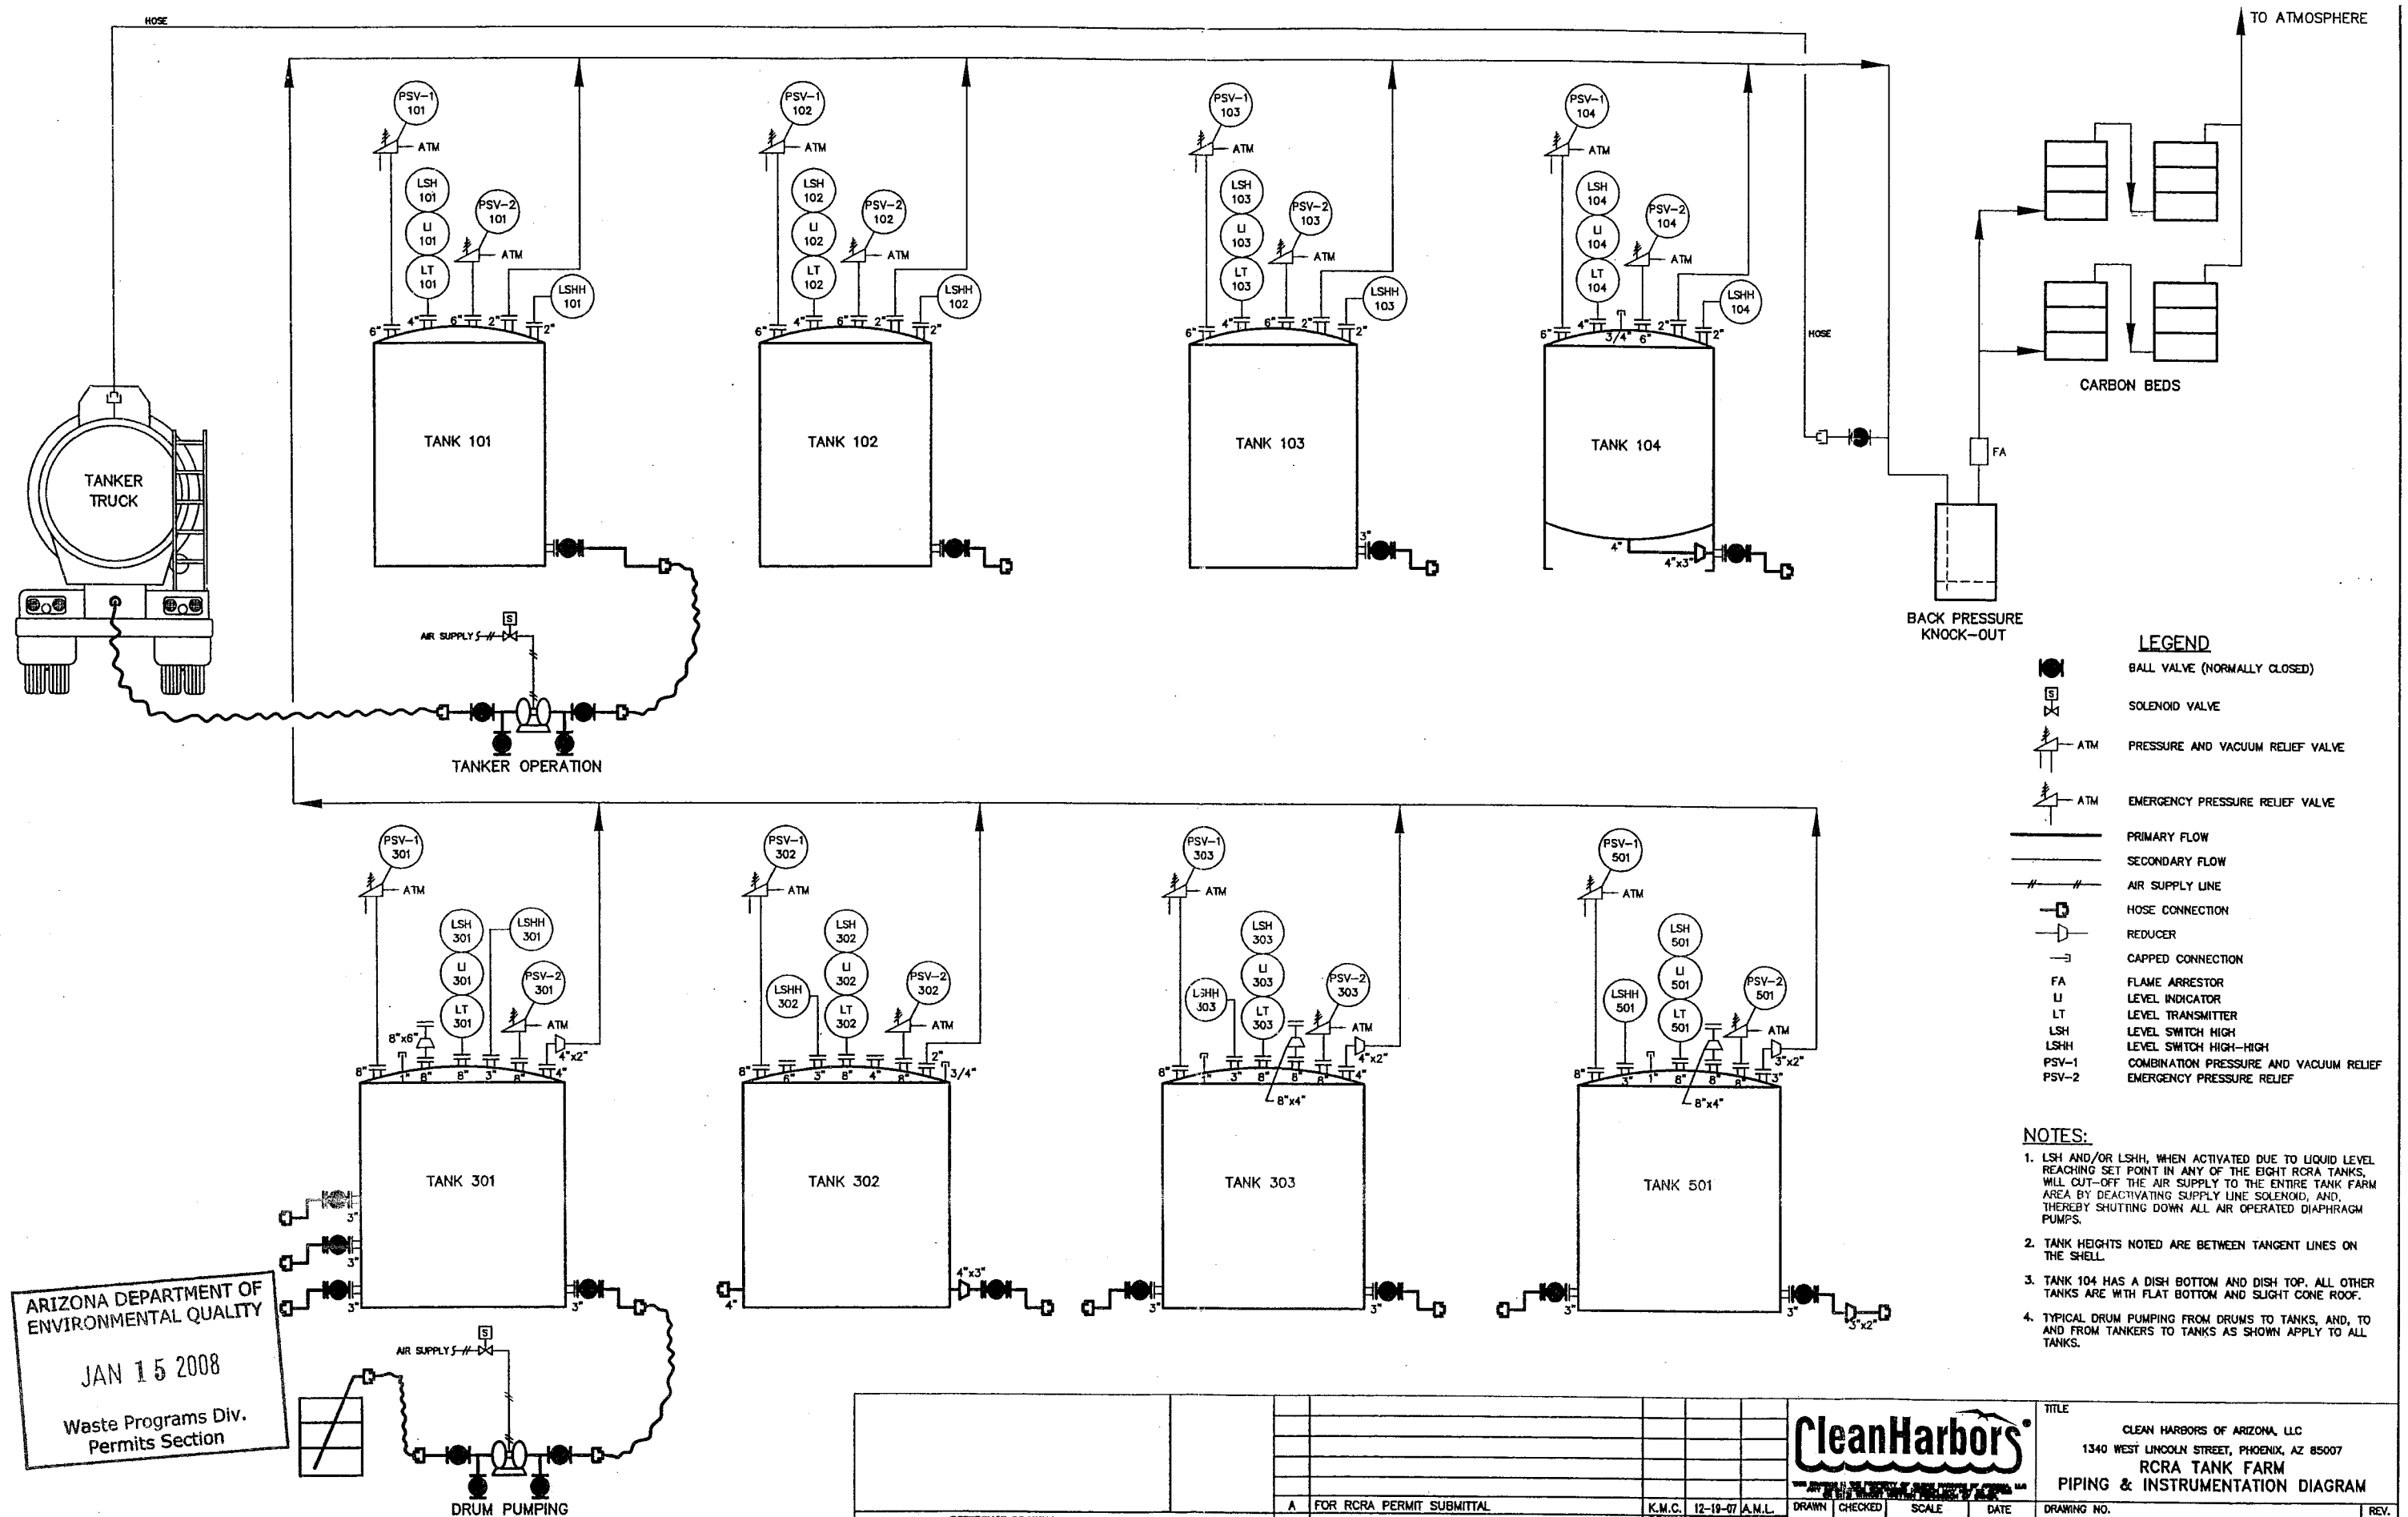 HOSE
TO ATMOSPHERE
PSV-1
101
ATM
LSH
101
LI
101
LT
101
PSV-2
101
ATM
LSHH
101
6"
4"
6"
2"
2"
TANK 101
PSV-1
102
ATM
LSH
102
LI
102
LT
102
PSV-2
102
ATM
LSHH
102
6"
4"
6"
2"
2"
TANK 102
PSV-1
103
ATM
LSH
103
LI
103
LT
103
PSV-2
103
ATM
LSHH
103
6"
4"
6"
2"
2"
TANK 103
3"
PSV-1
104
ATM
LSH
104
LI
104
LT
104
PSV-2
104
ATM
LSHH
104
6"
4"
3/4"
6"
2"
2"
TANK 104
4"
4"x3"
HOSE
CARBON BEDS
FA
BACK PRESSURE
KNOCK-OUT
TANKER
TRUCK
S
AIR SUPPLY
TANKER OPERATION
PSV-1
301
ATM
LSH
301
LI
301
LT
301
LSHH
301
PSV-2
301
ATM
8"x6"
4"x2"
8"
1"
8"
8"
3"
8"
4"
TANK 301
3"
3"
3"
3"
PSV-1
302
ATM
LSHH
302
LSH
302
LI
302
LT
302
PSV-2
302
ATM
8"
6"
3"
8"
4"
8"
2"
3/4"
TANK 302
4"
4"x3"
PSV-1
303
ATM
LSHH
303
LSH
303
LI
303
LT
303
PSV-2
303
ATM
4"x2"
8"
3"
8"
8"
8"
4"
8"x4"
TANK 303
3"
3"
PSV-1
501
ATM
LSHH
501
LSH
501
LI
501
LT
501
PSV-2
501
ATM
3"x2"
8"
3"
1"
8"
8"
8"
3"
8"x4"
TANK 501
3"
3"
3"x2"
S
AIR SUPPLY
DRUM PUMPING
LEGEND
BALL VALVE (NORMALLY CLOSED)
S
SOLENOID VALVE
ATM PRESSURE AND VACUUM RELIEF VALVE
ATM EMERGENCY PRESSURE RELIEF VALVE
PRIMARY FLOW
SECONDARY FLOW
AIR SUPPLY LINE
HOSE CONNECTION
REDUCER
CAPPED CONNECTION
FA FLAME ARRESTOR
LI LEVEL INDICATOR
LT LEVEL TRANSMITTER
LSH LEVEL SWITCH HIGH
LSHH LEVEL SWITCH HIGH-HIGH
PSV-1 COMBINATION PRESSURE AND VACUUM RELIEF
PSV-2 EMERGENCY PRESSURE RELIEF
NOTES:
1. LSH AND/OR LSHH, WHEN ACTIVATED DUE TO LIQUID LEVEL
REACHING SET POINT IN ANY OF THE EIGHT RCRA TANKS,
WILL CUT-OFF THE AIR SUPPLY TO THE ENTIRE TANK FARM
AREA BY DEACTIVATING SUPPLY LINE SOLENOID, AND,
THEREBY SHUTTING DOWN ALL AIR OPERATED DIAPHRAGM
PUMPS.
2. TANK HEIGHTS NOTED ARE BETWEEN TANGENT LINES ON
THE SHELL.
3. TANK 104 HAS A DISH BOTTOM AND DISH TOP. ALL OTHER
TANKS ARE WITH FLAT BOTTOM AND SLIGHT CONE ROOF.
4. TYPICAL DRUM PUMPING FROM DRUMS TO TANKS, AND, TO
AND FROM TANKERS TO TANKS AS SHOWN APPLY TO ALL
TANKS.
ARIZONA DEPARTMENT OF
ENVIRONMENTAL QUALITY
JAN 15 2008
Waste Programs Div.
Permits Section
A FOR RCRA PERMIT SUBMITTAL K.M.C. 12-19-07 A.M.L.
CleanHarbors®
DRAWN CHECKED SCALE DATE
TITLE
CLEAN HARBORS OF ARIZONA, LLC
1340 WEST LINCOLN STREET, PHOENIX, AZ 85007
RCRA TANK FARM
PIPING & INSTRUMENTATION DIAGRAM
DRAWING NO. REV.